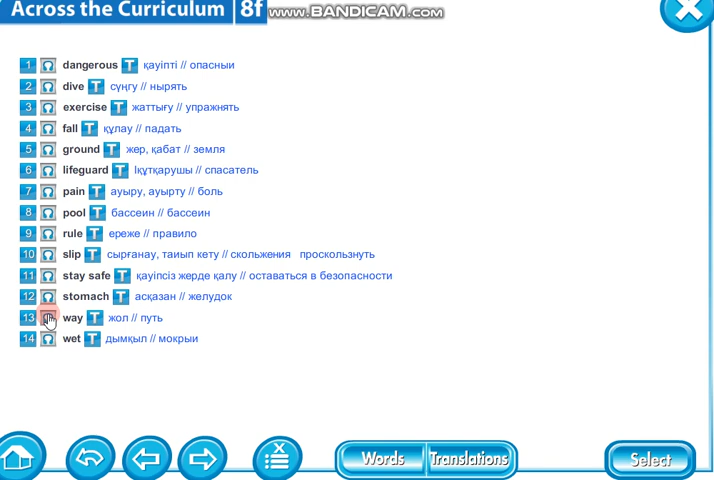 Across the Curriculum 8f www.BANDICAM.com
1 dangerous T қауіпті // опасныи
2 dive T сүңгу // нырять
3 exercise T жаттығу // упражнять
4 fall T құлау // падать
5 ground T жер, қабат // земля
6 lifeguard T Іқұтқарушы // спасатель
7 pain T ауыру, ауырту // боль
8 pool T бассеин // бассеин
9 rule T ереже // правило
10 slip T сырғанау, таиып кету // скольжения проскользнуть
11 stay safe T қауіпсіз жерде қалу // оставаться в безопасности
12 stomach T асқазан // желудок
13 way T жол // путь
14 wet T дымқыл // мокрыи
Words Translations Select